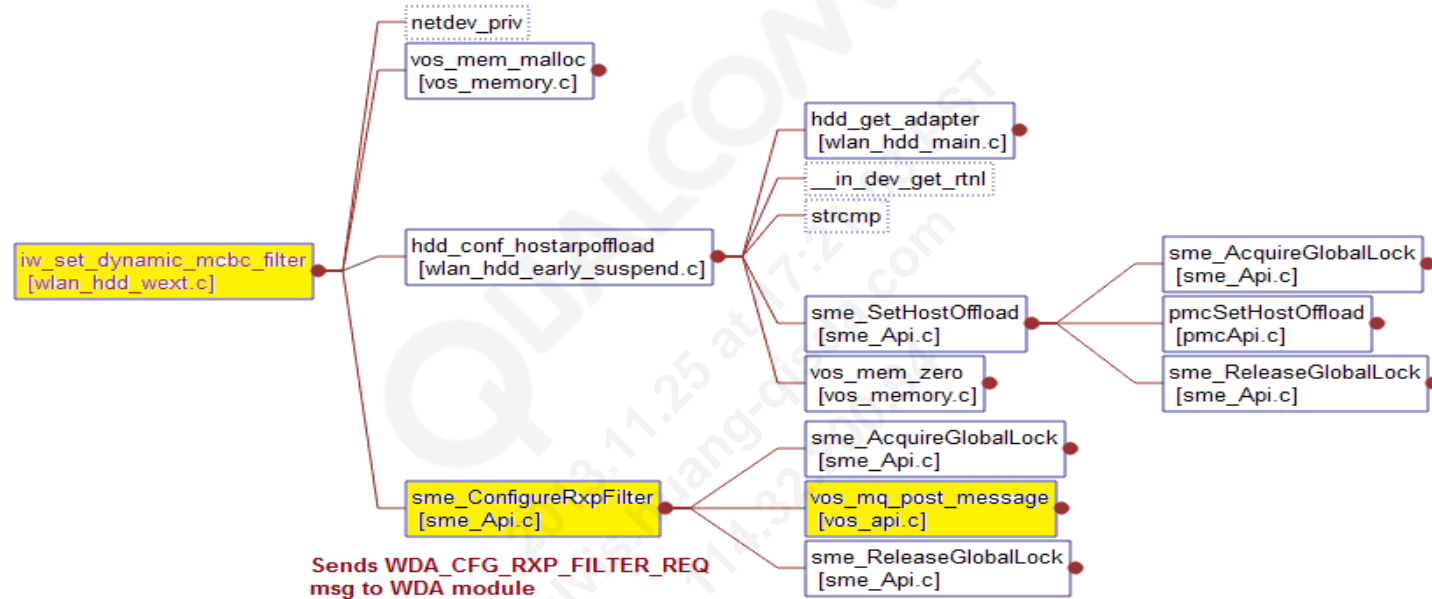 netdev_priv
vos_mem_malloc
[vos_memory.c]
hdd_get_adapter
[wlan_hdd_main.c]
__in_dev_get_rtnl
strcmp
iw_set_dynamic_mcbc_filter
[wlan_hdd_wext.c]
hdd_conf_hostarpoffload
[wlan_hdd_early_suspend.c]
sme_SetHostOffload
[sme_Api.c]
sme_AcquireGlobalLock
[sme_Api.c]
pmcSetHostOffload
[pmcApi.c]
sme_ReleaseGlobalLock
[sme_Api.c]
vos_mem_zero
[vos_memory.c]
sme_ConfigureRxpFilter
[sme_Api.c]
sme_AcquireGlobalLock
[sme_Api.c]
vos_mq_post_message
[vos_api.c]
sme_ReleaseGlobalLock
[sme_Api.c]
Sends WDA_CFG_RXP_FILTER_REQ
msg to WDA module